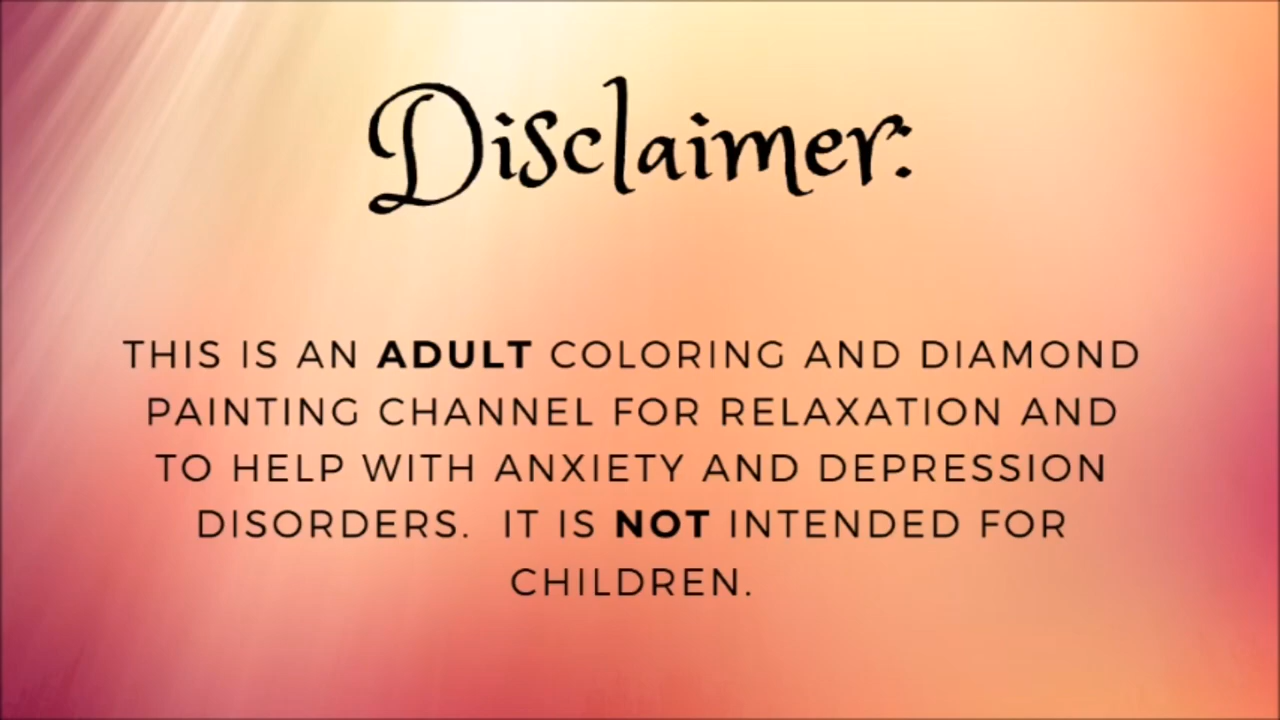 Disclaimer:
THIS IS AN ADULT COLORING AND DIAMOND
PAINTING CHANNEL FOR RELAXATION AND
TO HELP WITH ANXIETY AND DEPRESSION
DISORDERS.  IT IS NOT INTENDED FOR
CHILDREN.